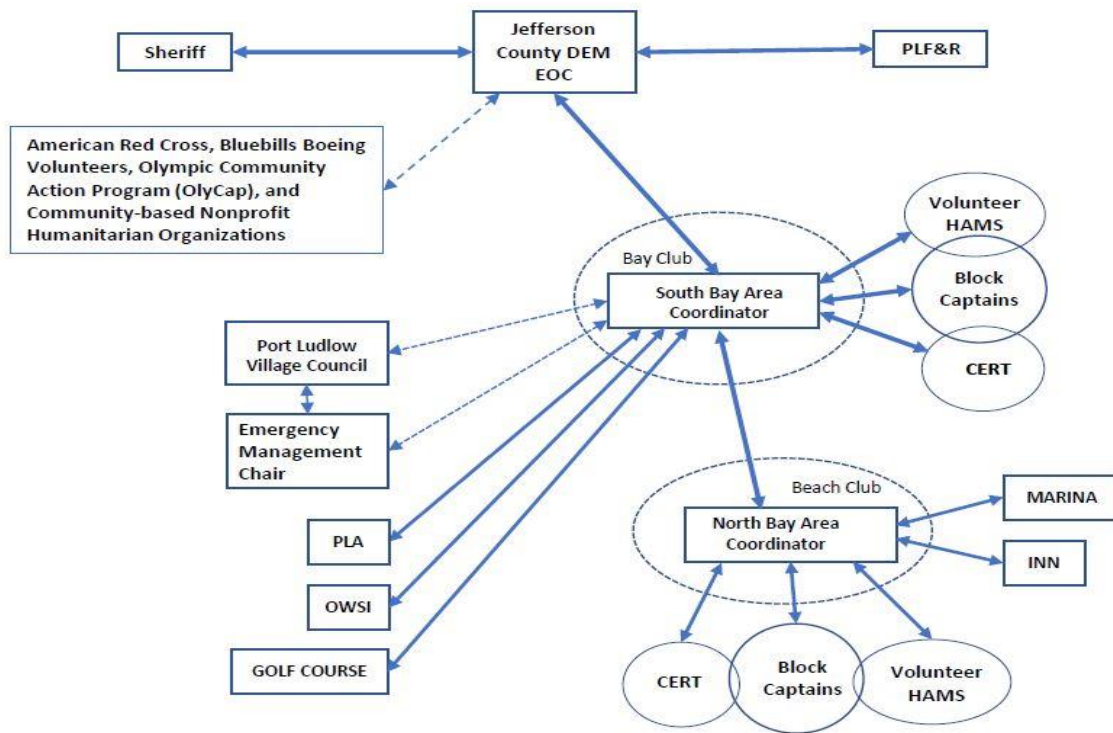 Jefferson
County DEM
EOC
Sheriff
PLF&R
American Red Cross, Bluebills Boeing
Volunteers, Olympic Community
Action Program (OlyCap), and
Community-based Nonprofit
Humanitarian Organizations
Volunteer
HAMS
Bay Club
Block
Captains
South Bay Area
Coordinator
CERT
Port Ludlow
Village Council
Emergency
Management
Chair
Beach Club
MARINA
North Bay Area
Coordinator
INN
PLA
OWSI
GOLF COURSE
CERT
Block
Captains
Volunteer
HAMS